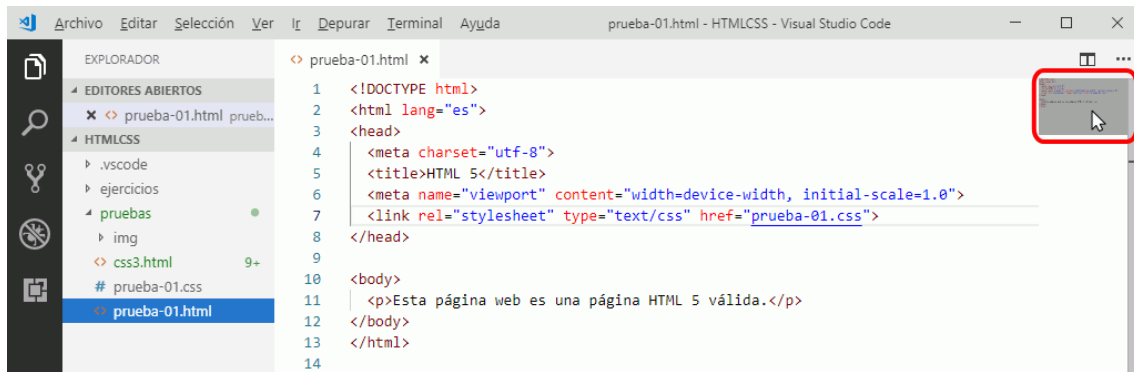 Archivo Editar Selección Ver Ir Depurar Terminal Ayuda prueba-01.html - HTMLCSS - Visual Studio Code
EXPLORADOR
EDITORES ABIERTOS
prueba-01.html prueb...
HTMLCSS
.vscode
ejercicios
pruebas
img
css3.html 9+
# prueba-01.css
prueba-01.html
prueba-01.html
1 <!DOCTYPE html>
2 <html lang="es">
3 <head>
4 <meta charset="utf-8">
5 <title>HTML 5</title>
6 <meta name="viewport" content="width=device-width, initial-scale=1.0">
7 <link rel="stylesheet" type="text/css" href="prueba-01.css">
8 </head>
9
10 <body>
11 <p>Esta página web es una página HTML 5 válida.</p>
12 </body>
13 </html>
14